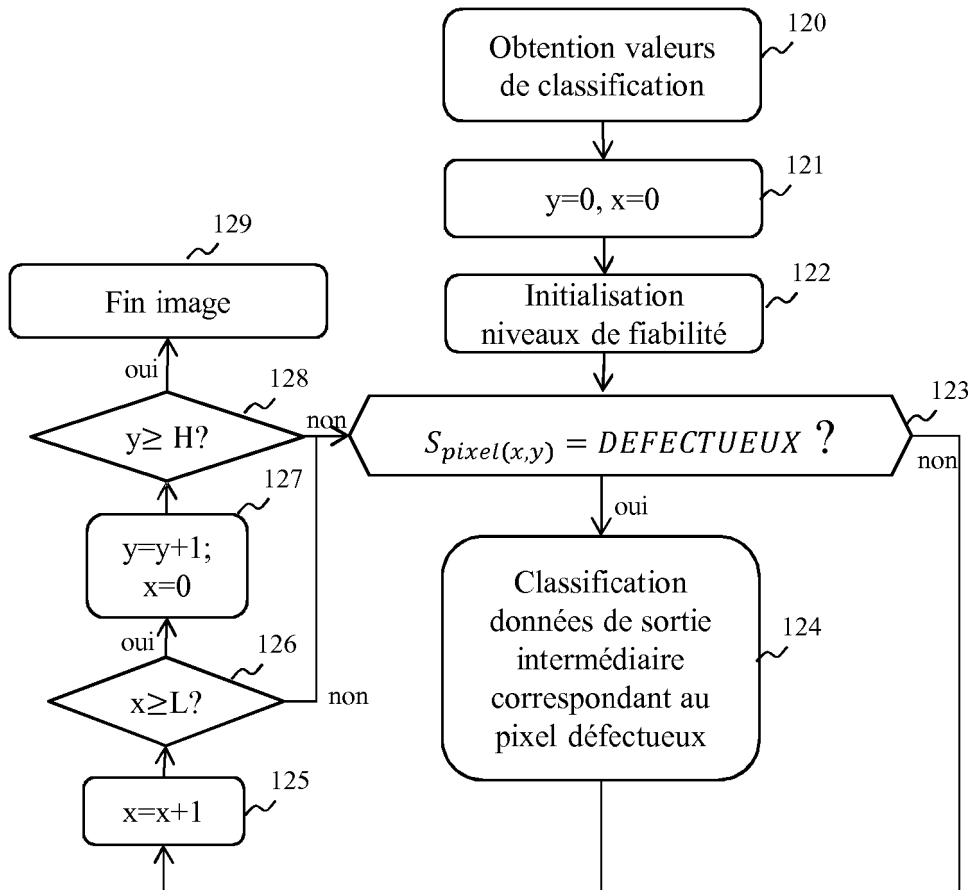 120
Obtention valeurs
de classification
121
y=0, x=0
129
Fin image
122
Initialisation
niveaux de fiabilité
oui
128
y≥ H?
non
123
S_pixel(x,y) = DEFECTUEUX ?
non
127
y=y+1;
x=0
oui
Classification
données de sortie
intermédiaire
correspondant au
pixel défectueux
124
oui
126
x≥L?
non
125
x=x+1